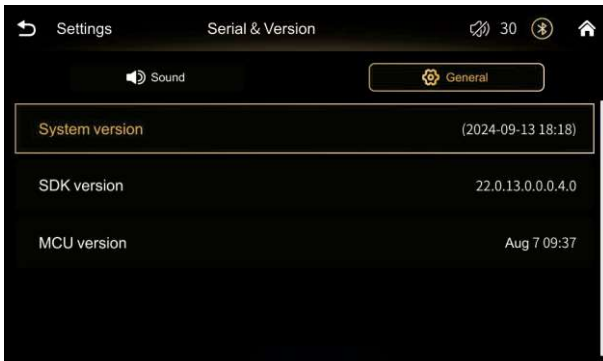 Settings Serial & Version 30
Sound General
System version (2024-09-13 18:18)
SDK version 22.0.13.0.0.0.4.0
MCU version Aug 7 09:37